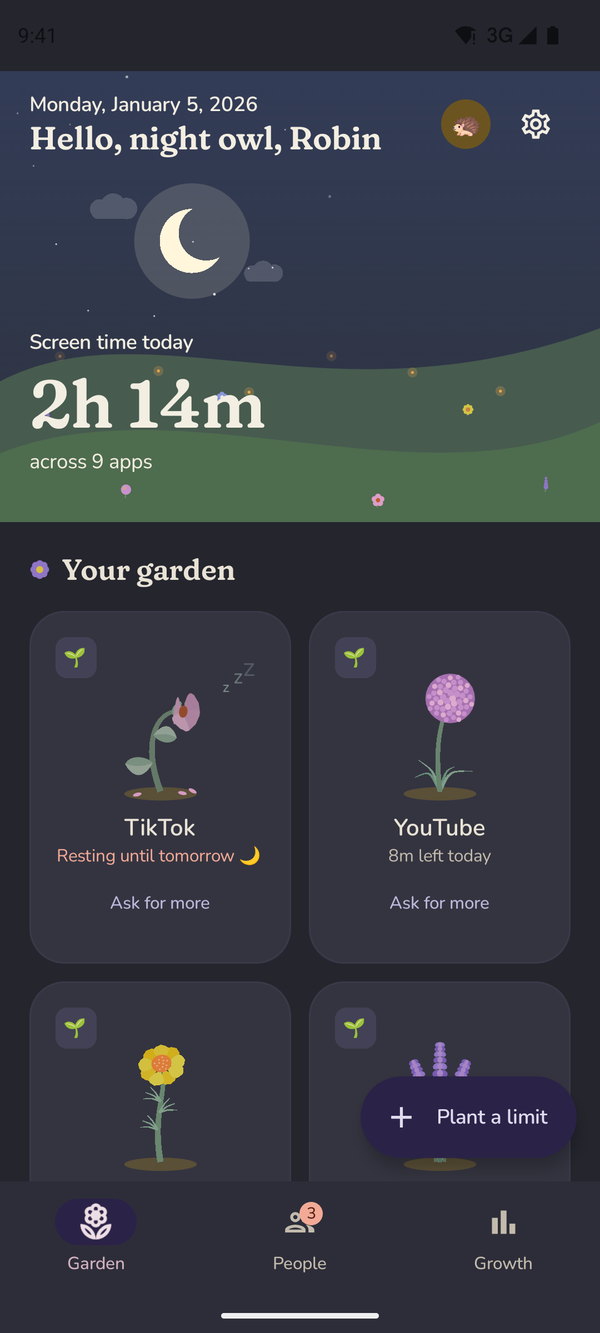 9:41
3G
Monday, January 5, 2026
Hello, night owl, Robin
Screen time today
2h 14m
across 9 apps
Your garden
z z Z
TikTok
Resting until tomorrow 🌙
Ask for more
YouTube
8m left today
Ask for more
Plant a limit
Garden
3
People
Growth